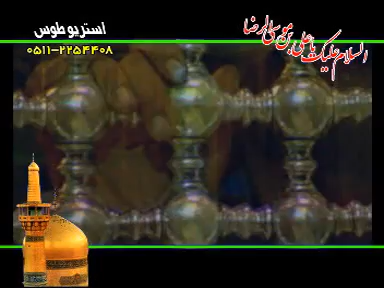 السلام علیک یا علی بن موسی الرضا
استریو طوس
۰۵۱۱-۲۲۵۴۴۰۸